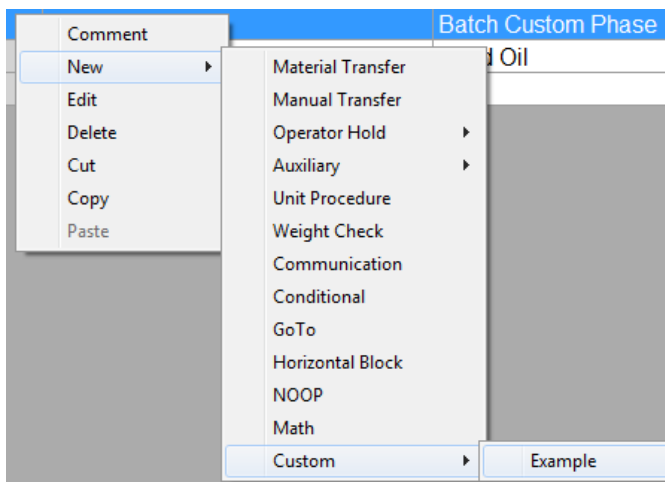 Batch Custom Phase
Comment
Oil
New
Material Transfer
Edit
Manual Transfer
Delete
Operator Hold
Cut
Auxiliary
Copy
Unit Procedure
Paste
Weight Check
Communication
Conditional
GoTo
Horizontal Block
NOOP
Math
Custom
Example